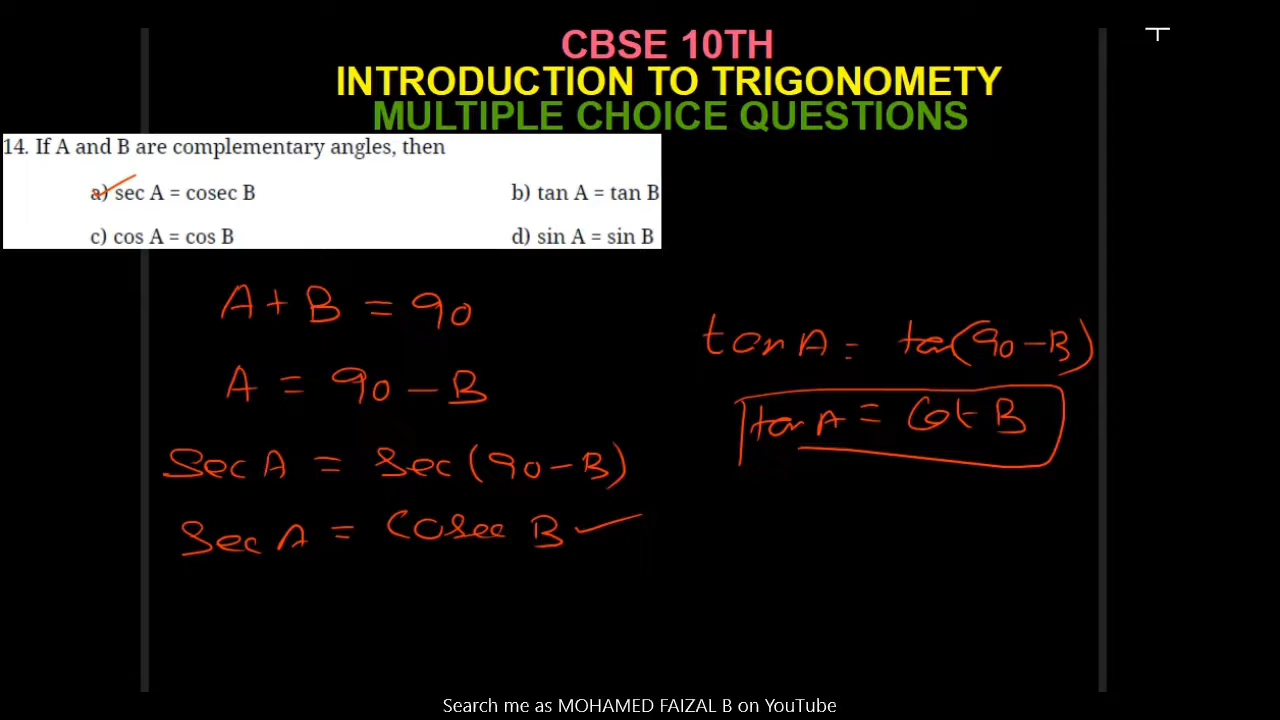 CBSE 10TH
INTRODUCTION TO TRIGONOMETY
MULTIPLE CHOICE QUESTIONS
14. If A and B are complementary angles, then
a) sec A = cosec B
b) tan A = tan B
c) cos A = cos B
d) sin A = sin B
A + B = 90
A = 90 - B
sec A = sec (90 - B)
sec A = cosec B
tan A = tan (90 - B)
tan A = cot B
Search me as MOHAMED FAIZAL B on YouTube